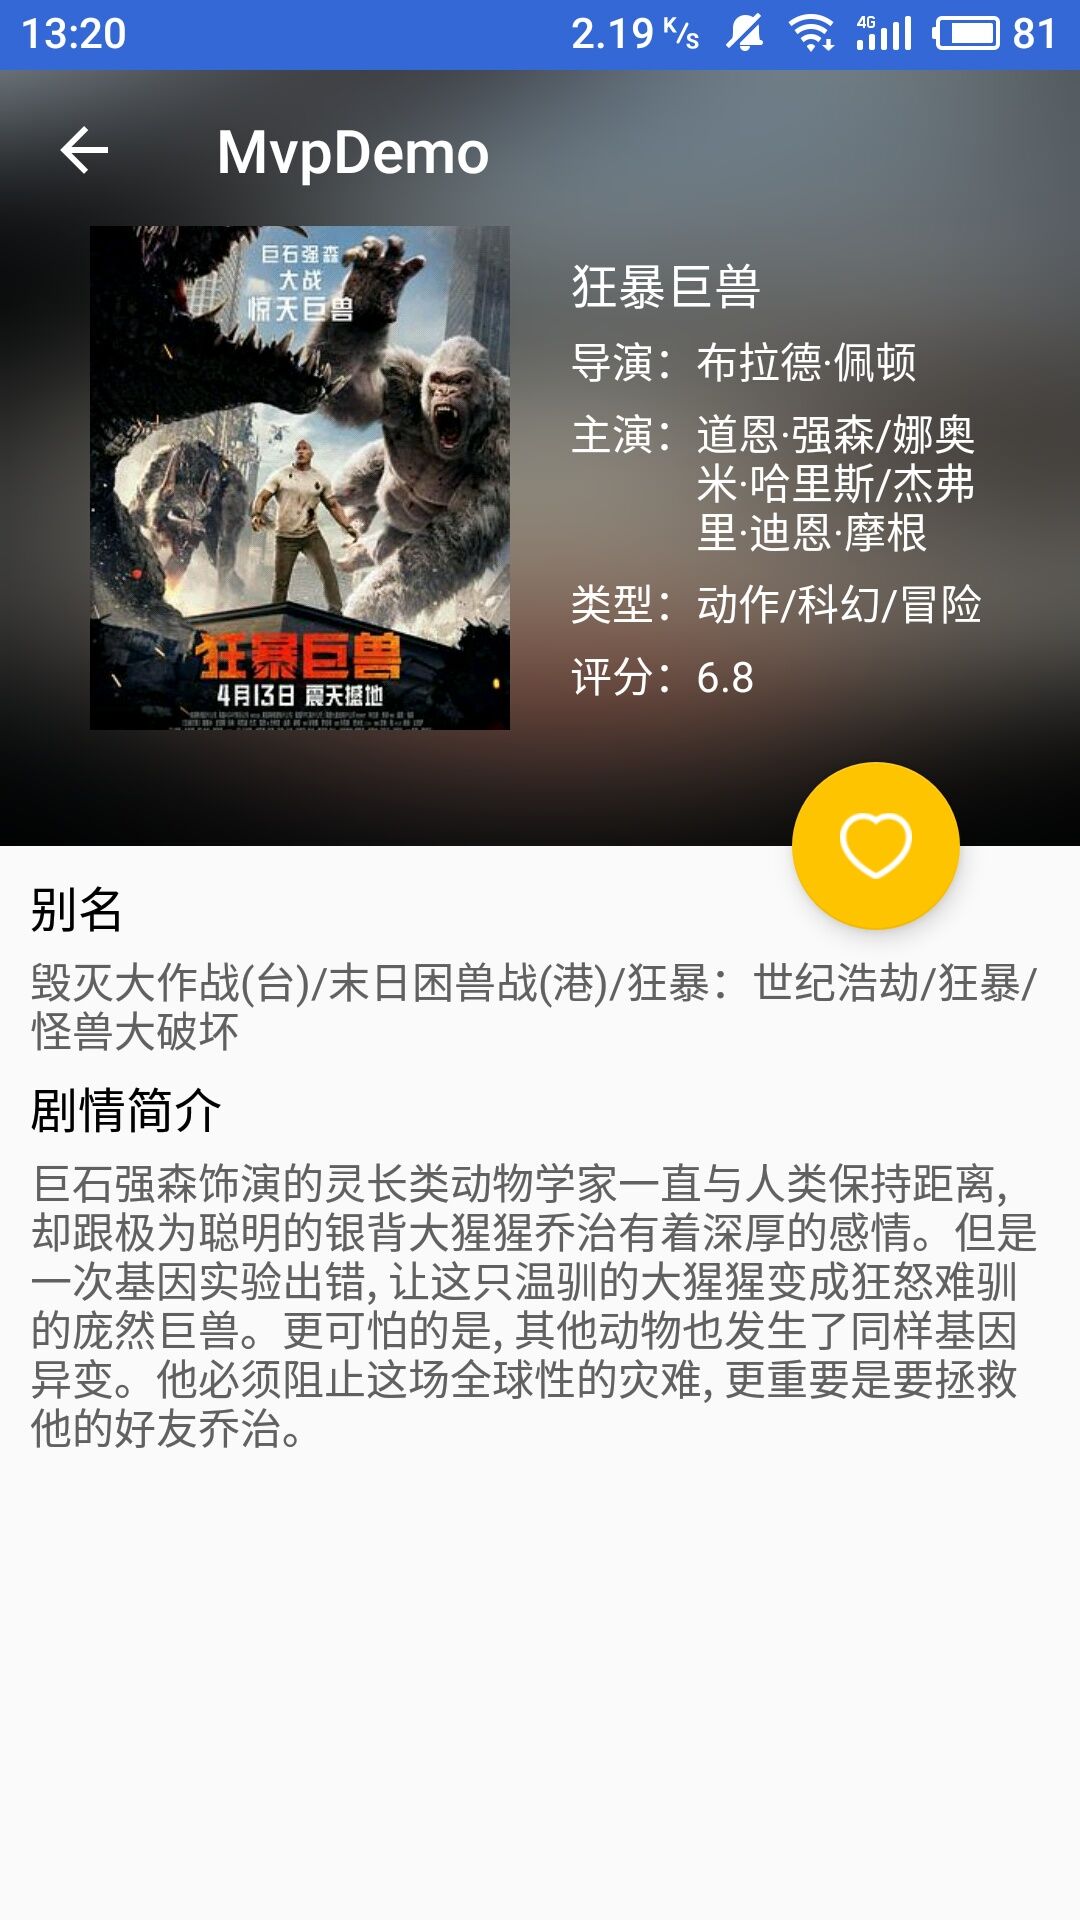 13:20
2.19 K/s
4G
81
MvpDemo
巨石强森
大战
惊天巨兽
狂暴巨兽
4月13日 震天撼地
狂暴巨兽
导演：布拉德·佩顿
主演：道恩·强森/娜奥
米·哈里斯/杰弗
里·迪恩·摩根
类型：动作/科幻/冒险
评分：6.8
别名
毁灭大作战(台)/末日困兽战(港)/狂暴：世纪浩劫/狂暴/
怪兽大破坏
剧情简介
巨石强森饰演的灵长类动物学家一直与人类保持距离,
却跟极为聪明的银背大猩猩乔治有着深厚的感情。但是
一次基因实验出错, 让这只温驯的大猩猩变成狂怒难驯
的庞然巨兽。更可怕的是, 其他动物也发生了同样基因
异变。他必须阻止这场全球性的灾难, 更重要是要拯救
他的好友乔治。